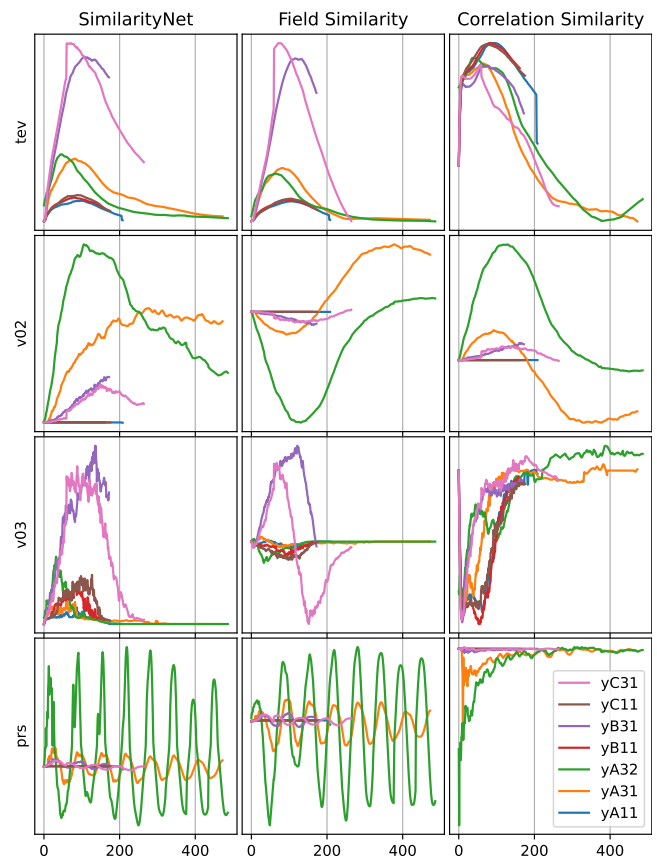 SimilarityNet Field Similarity Correlation Similarity
tev
v02
v03
prs
yC31
yC11
yB31
yB11
yA32
yA31
yA11
0 200 400 0 200 400 0 200 400